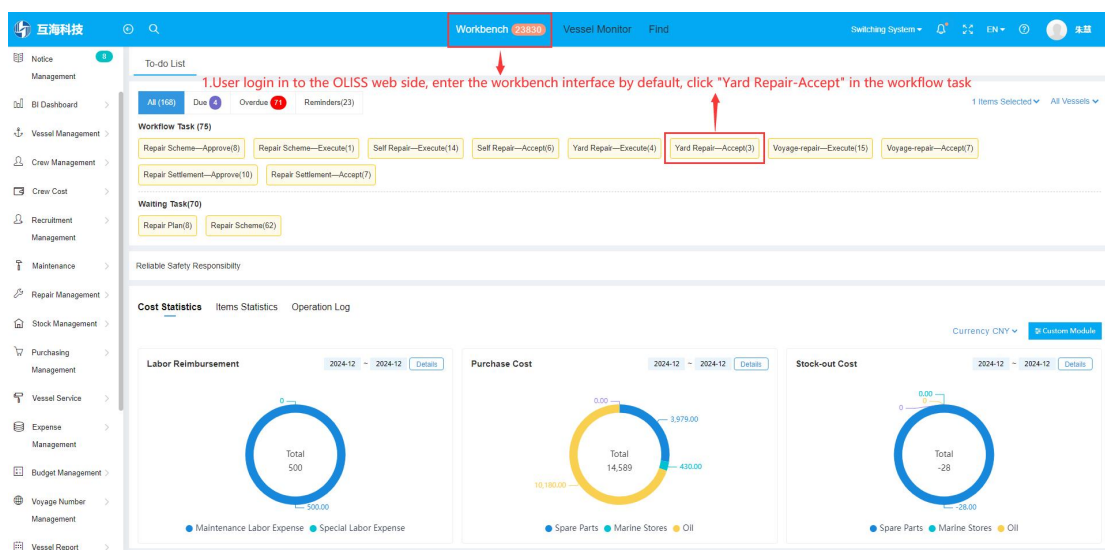 互海科技
Workbench 23830 Vessel Monitor Find
Switching System EN 朱慧
Notice Management 8
BI Dashboard
Vessel Management
Crew Management
Crew Cost
Recruitment Management
Maintenance
Repair Management
Stock Management
Purchasing Management
Vessel Service
Expense Management
Budget Management
Voyage Number Management
Vessel Report
To-do List
1.User login in to the OLISS web side, enter the workbench interface by default, click "Yard Repair-Accept" in the workflow task
All (168) Due 4 Overdue 71 Reminders(23)
1 Items Selected All Vessels
Workflow Task (75)
Repair Scheme—Approve(8) Repair Scheme—Execute(1) Self Repair—Execute(14) Self Repair—Accept(6) Yard Repair—Execute(4) Yard Repair—Accept(3) Voyage-repair—Execute(15) Voyage-repair—Accept(7)
Repair Settlement—Approve(10) Repair Settlement—Accept(7)
Waiting Task(70)
Repair Plan(8) Repair Scheme(62)
Reliable Safety Responsibilty
Cost Statistics Items Statistics Operation Log
Currency CNY Custom Module
Labor Reimbursement 2024-12 ~ 2024-12 Details
0
Total
500
500.00
Maintenance Labor Expense Special Labor Expense
Purchase Cost 2024-12 ~ 2024-12 Details
0.00
3,979.00
Total
14,589
430.00
10,180.00
Spare Parts Marine Stores Oil
Stock-out Cost 2024-12 ~ 2024-12 Details
0.00
0
0
Total
-28
-28.00
Spare Parts Marine Stores Oil